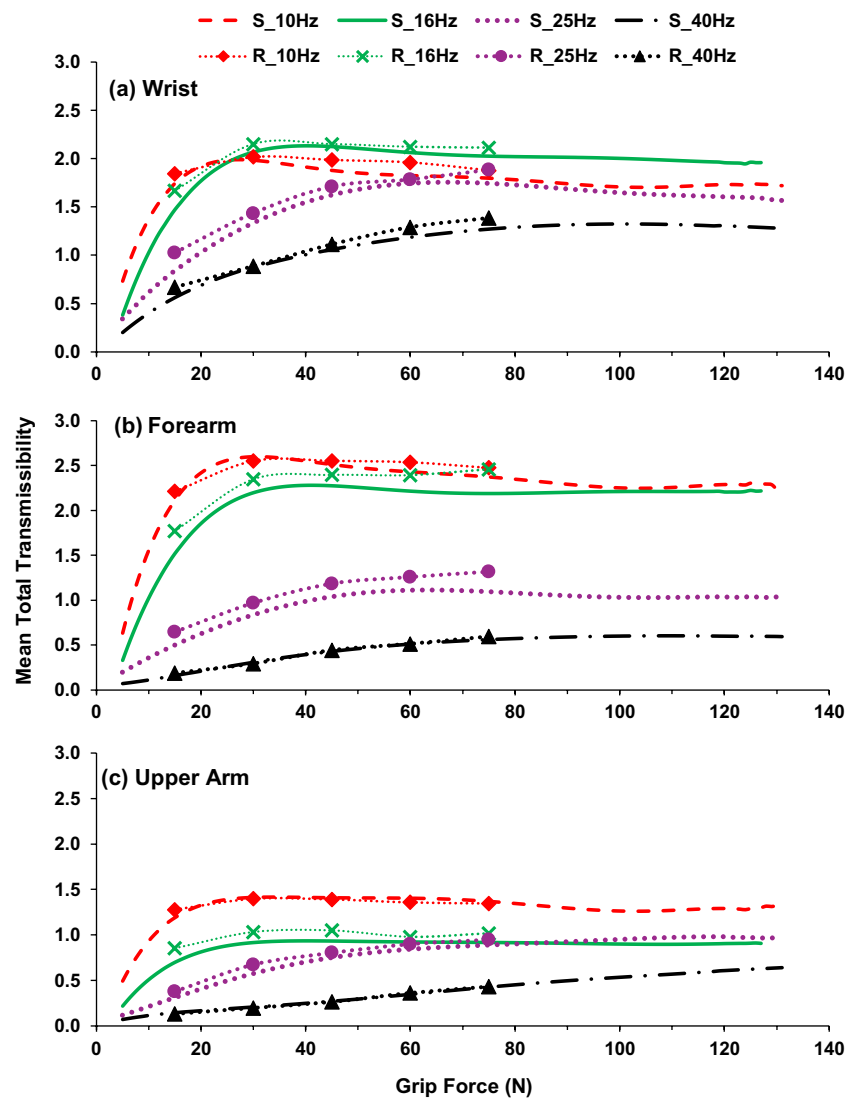 S_10Hz S_16Hz S_25Hz S_40Hz
R_10Hz R_16Hz R_25Hz R_40Hz
(a) Wrist
3.0
2.5
2.0
1.5
1.0
0.5
0.0
0 20 40 60 80 100 120 140
(b) Forearm
3.0
2.5
2.0
1.5
1.0
0.5
0.0
0 20 40 60 80 100 120 140
Mean Total Transmissibility
(c) Upper Arm
3.0
2.5
2.0
1.5
1.0
0.5
0.0
0 20 40 60 80 100 120 140
Grip Force (N)